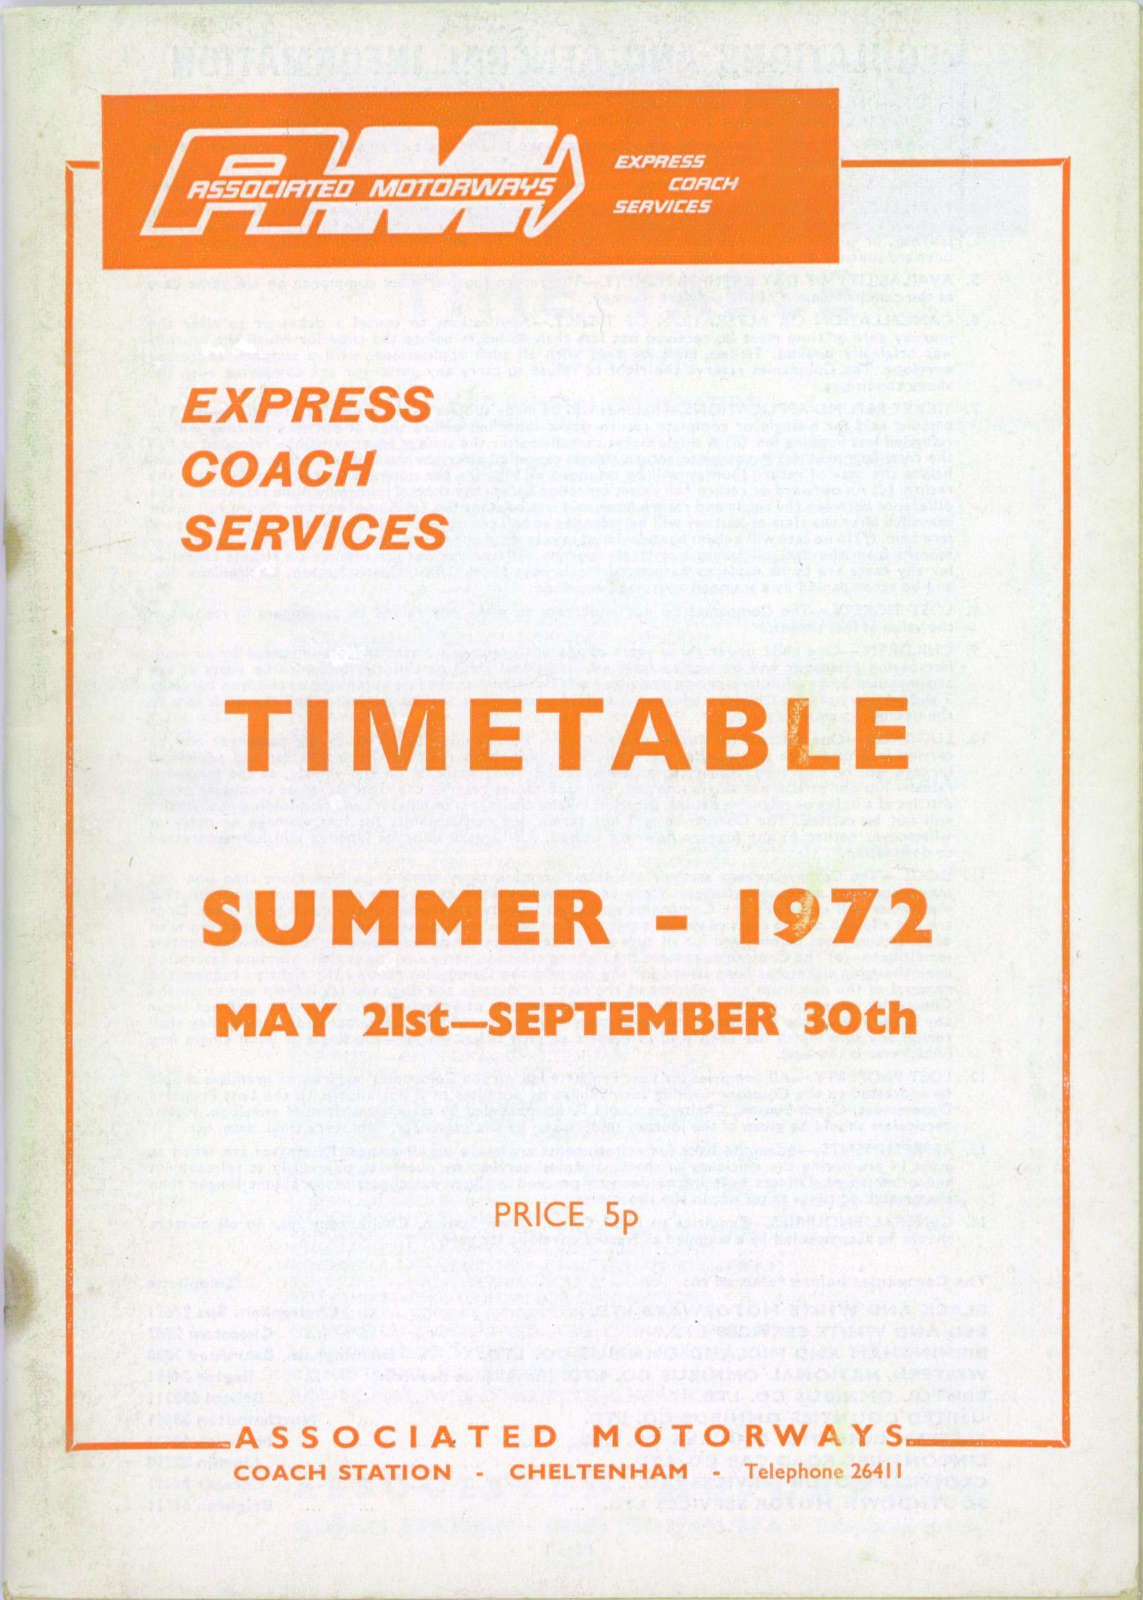 ASSOCIATED MOTORWAYS
EXPRESS
COACH
SERVICES
EXPRESS
COACH
SERVICES
TIMETABLE
SUMMER - 1972
MAY 21st—SEPTEMBER 30th
PRICE 5p
ASSOCIATED MOTORWAYS
COACH STATION - CHELTENHAM - Telephone 26411